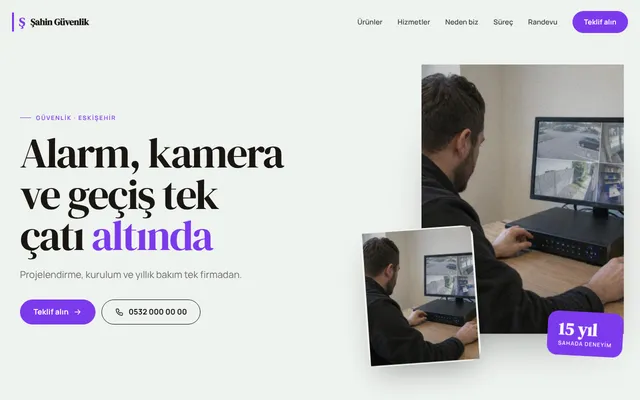 Ş Şahin Güvenlik
Ürünler Hizmetler Neden biz Süreç Randevu Teklif alın
GÜVENLİK · ESKİŞEHİR
Alarm, kamera
ve geçiş tek
çatı altında
Projelendirme, kurulum ve yıllık bakım tek firmadan.
Teklif alın → 0532 000 00 00
15 yıl
SAHADA DENEYİM